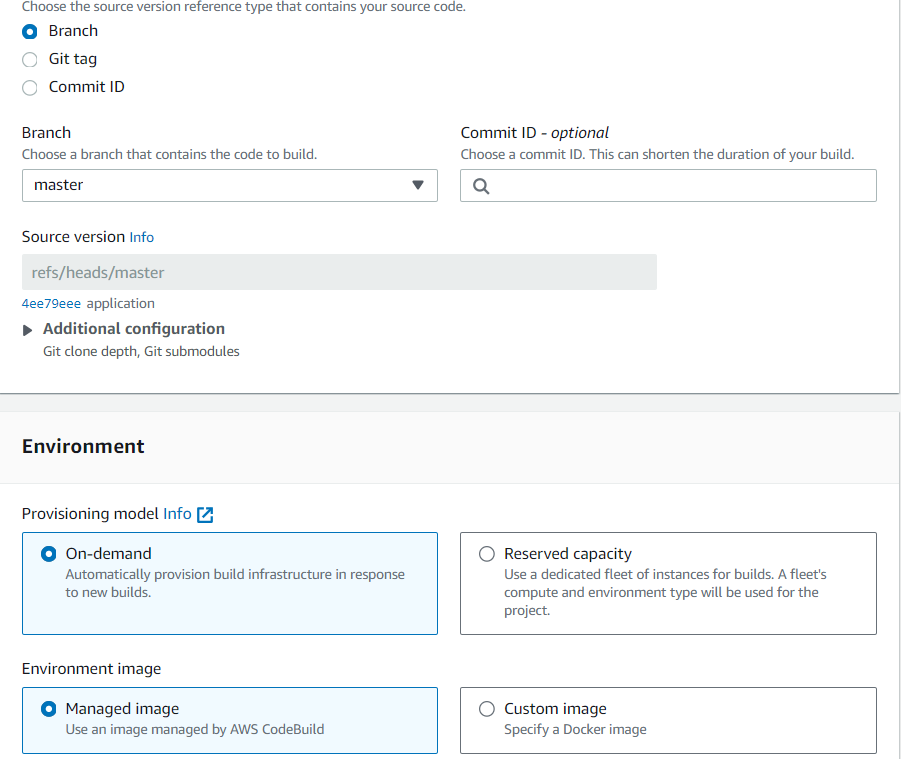 Choose the source version reference type that contains your source code.
Branch
Git tag
Commit ID
Branch
Choose a branch that contains the code to build.
master
Commit ID - optional
Choose a commit ID. This can shorten the duration of your build.
Source version Info
refs/heads/master
4ee79eee application
Additional configuration
Git clone depth, Git submodules
Environment
Provisioning model Info
On-demand
Automatically provision build infrastructure in response
to new builds.
Reserved capacity
Use a dedicated fleet of instances for builds. A fleet's
compute and environment type will be used for the
project.
Environment image
Managed image
Use an image managed by AWS CodeBuild
Custom image
Specify a Docker image